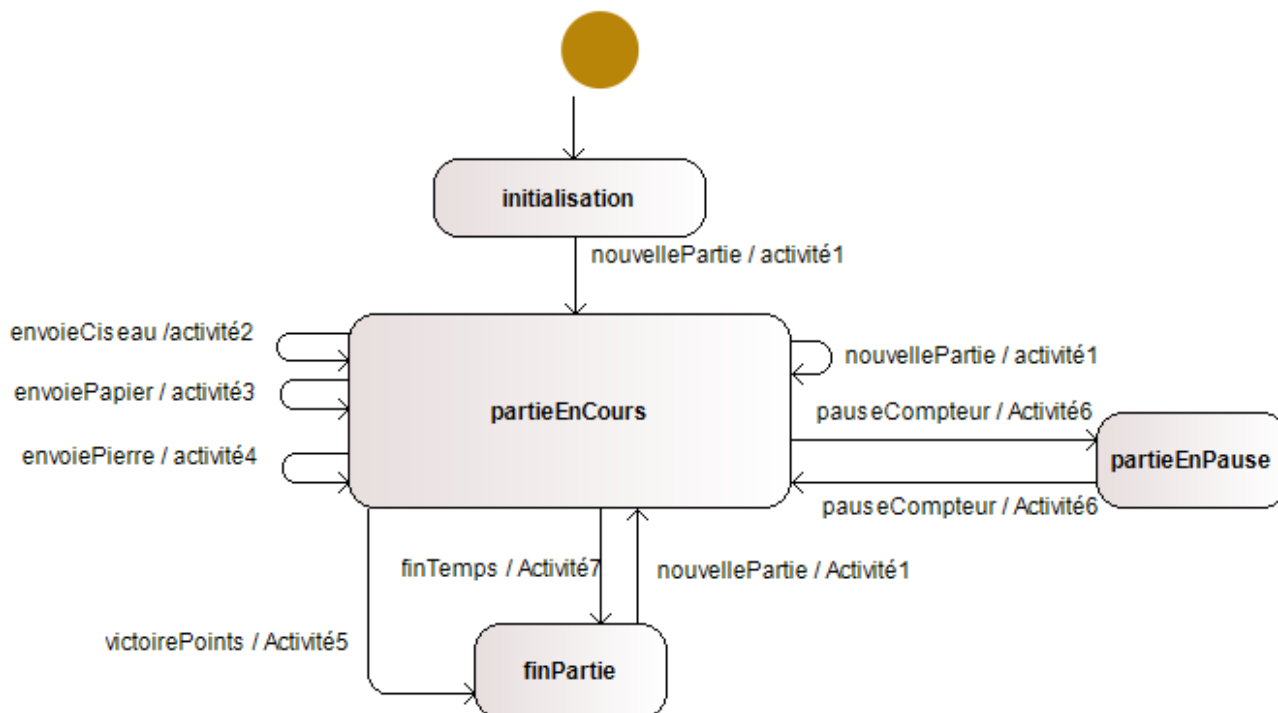 initialisation
nouvellePartie / activité1
envoieCiseau /activité2
nouvellePartie / activité1
envoiePapier / activité3
partieEnCours
pauseCompteur / Activité6
envoiePierre / activité4
partieEnPause
pauseCompteur / Activité6
finTemps / Activité7
nouvellePartie / Activité1
victoirePoints / Activité5
finPartie